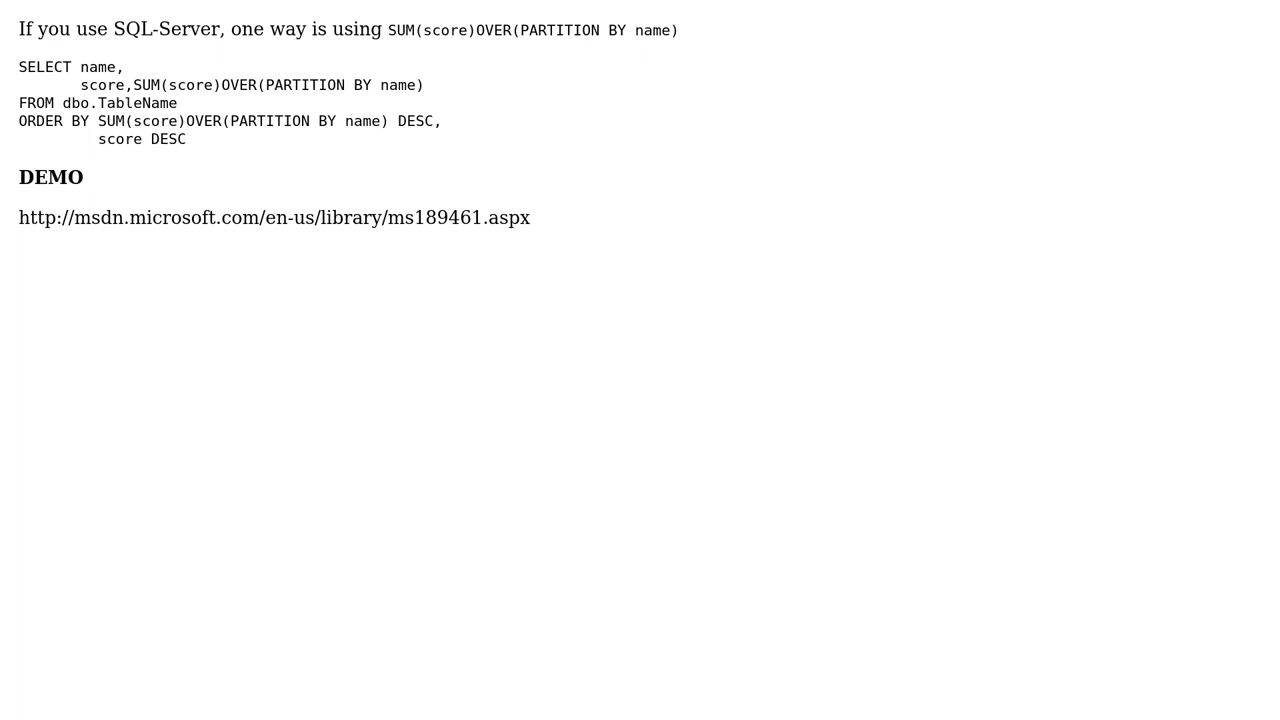 If you use SQL-Server, one way is using SUM(score)OVER(PARTITION BY name)
SELECT name,
       score,SUM(score)OVER(PARTITION BY name)
FROM dbo.TableName
ORDER BY SUM(score)OVER(PARTITION BY name) DESC,
         score DESC
DEMO
http://msdn.microsoft.com/en-us/library/ms189461.aspx